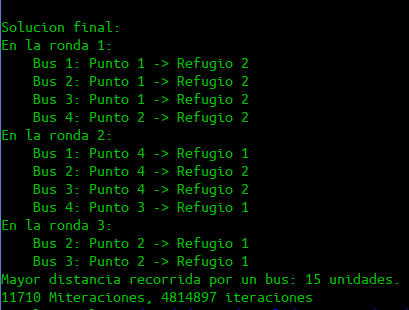 Solucion final:
En la ronda 1:
Bus 1: Punto 1 -> Refugio 2
Bus 2: Punto 1 -> Refugio 2
Bus 3: Punto 1 -> Refugio 2
Bus 4: Punto 2 -> Refugio 2
En la ronda 2:
Bus 1: Punto 4 -> Refugio 1
Bus 2: Punto 4 -> Refugio 2
Bus 3: Punto 4 -> Refugio 2
Bus 4: Punto 3 -> Refugio 1
En la ronda 3:
Bus 2: Punto 2 -> Refugio 1
Bus 3: Punto 2 -> Refugio 1
Mayor distancia recorrida por un bus: 15 unidades.
11710 Miteraciones, 4814897 iteraciones